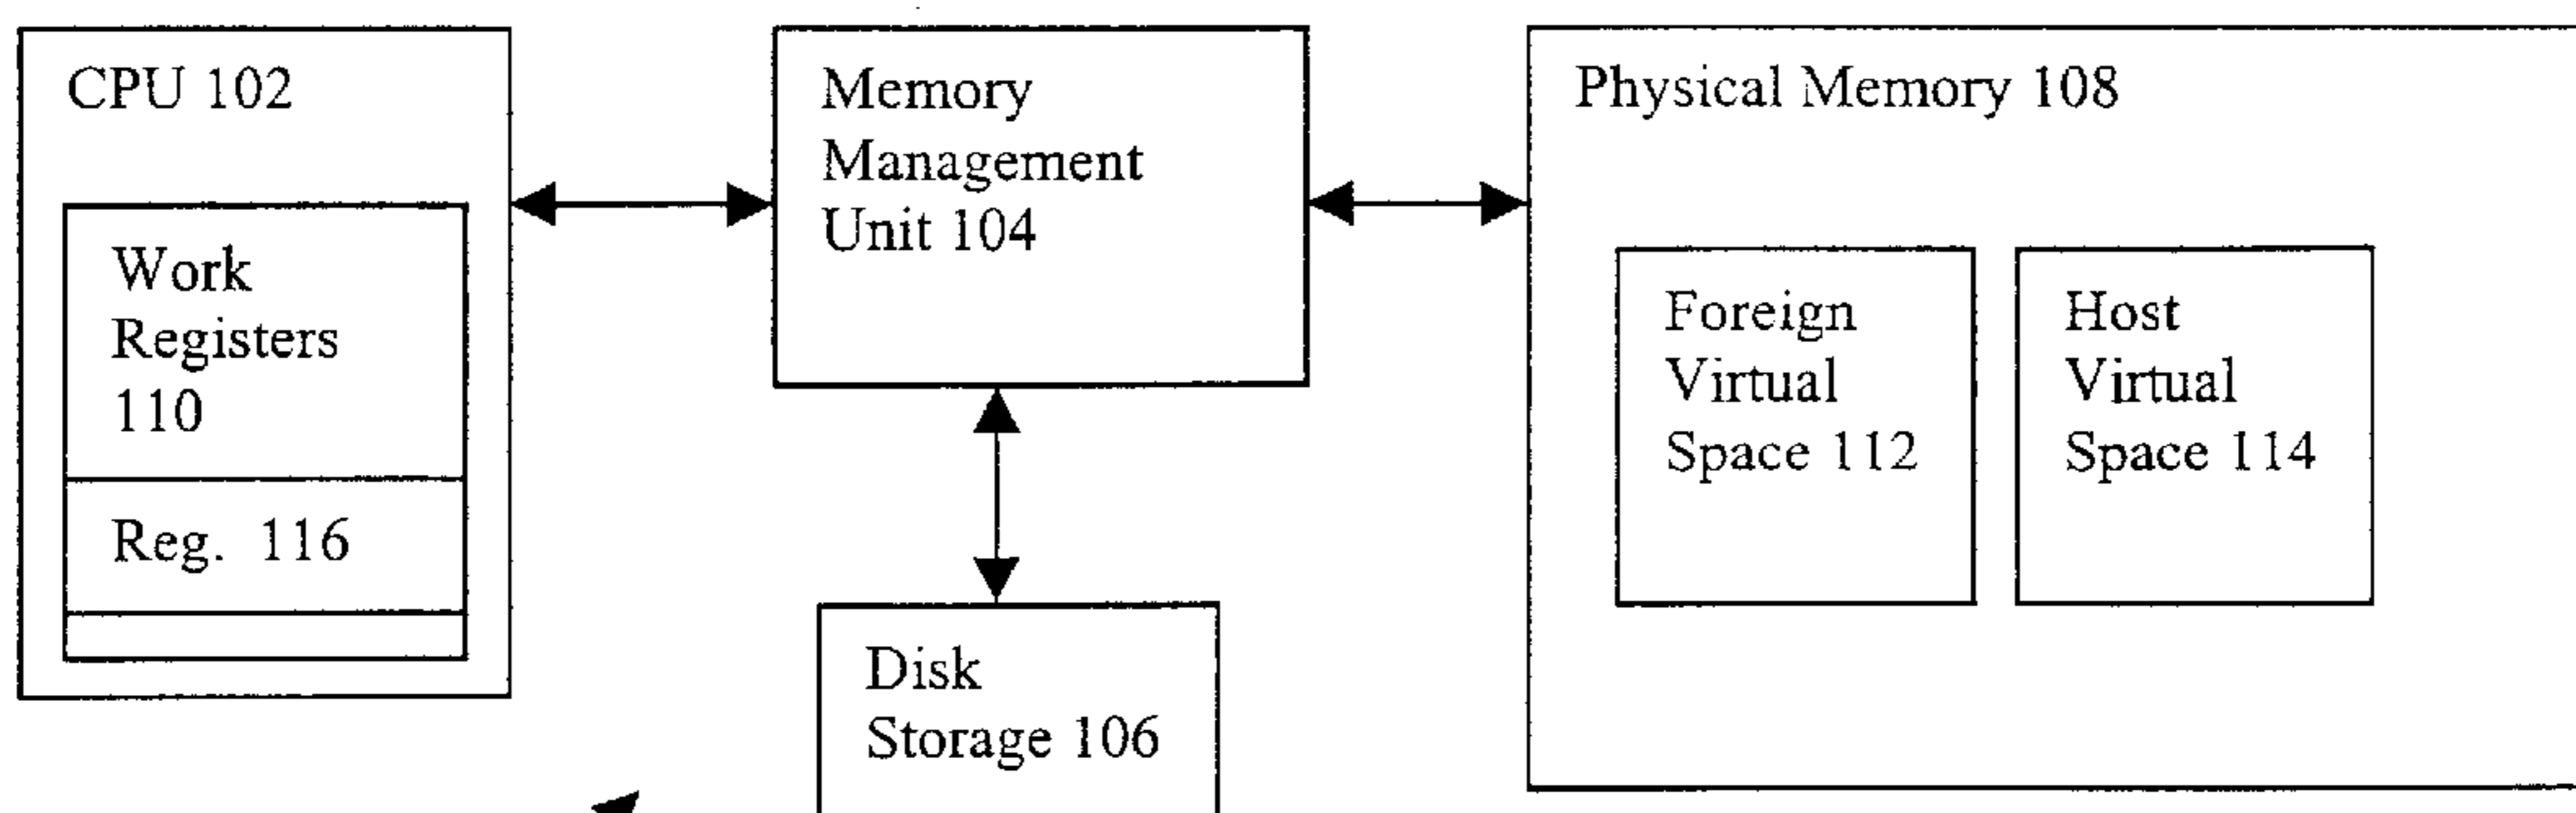 CPU 102
Work
Registers
110
Reg. 116
Memory
Management
Unit 104
Disk
Storage 106
Physical Memory 108
Foreign
Virtual
Space 112
Host
Virtual
Space 114